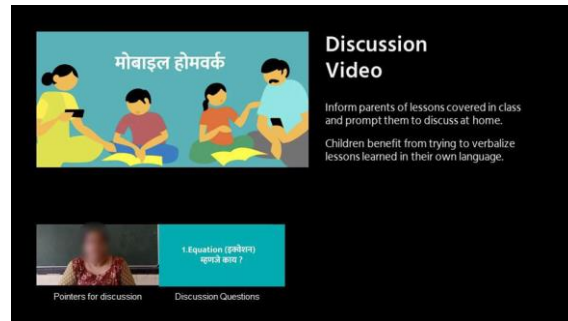 मोबाइल होमवर्क
Discussion
Video
Inform parents of lessons covered in class
and prompt them to discuss at home.
Children benefit from trying to verbalize
lessons learned in their own language.
1.Equation (इक्वेशन)
म्हणजे काय ?
Pointers for discussion
Discussion Questions